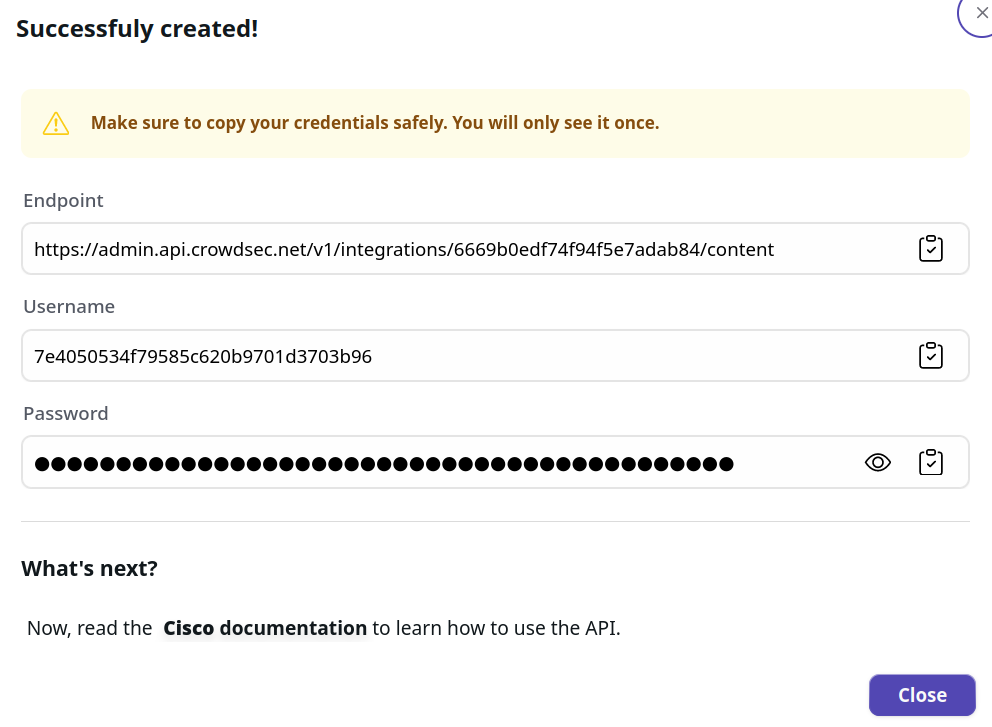 Successfuly created!
Make sure to copy your credentials safely. You will only see it once.
Endpoint
https://admin.api.crowdsec.net/v1/integrations/6669b0edf74f94f5e7adab84/content
Username
7e4050534f79585c620b9701d3703b96
Password
●●●●●●●●●●●●●●●●●●●●●●●●●●●●●●●●●●●●●●●●●●●
What's next?
Now, read the Cisco documentation to learn how to use the API.
Close